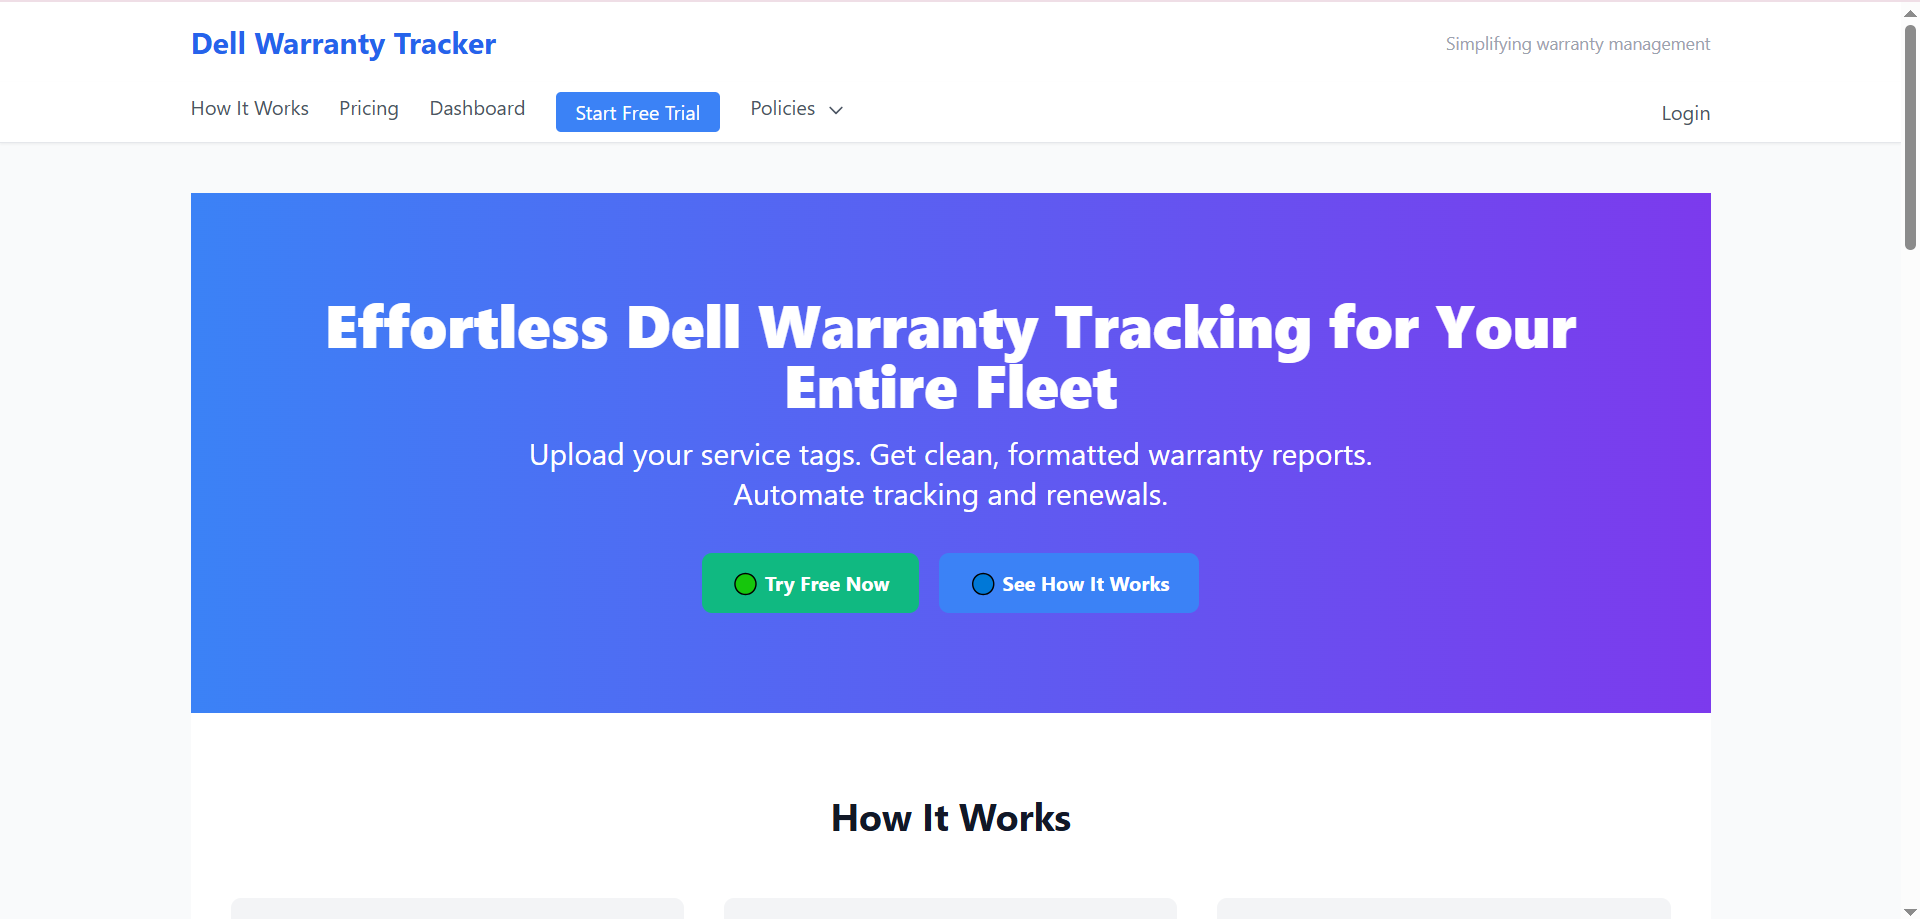 Dell Warranty Tracker
Simplifying warranty management
How It Works
Pricing
Dashboard
Start Free Trial
Policies
Login
Effortless Dell Warranty Tracking for Your
Entire Fleet
Upload your service tags. Get clean, formatted warranty reports.
Automate tracking and renewals.
Try Free Now
See How It Works
How It Works